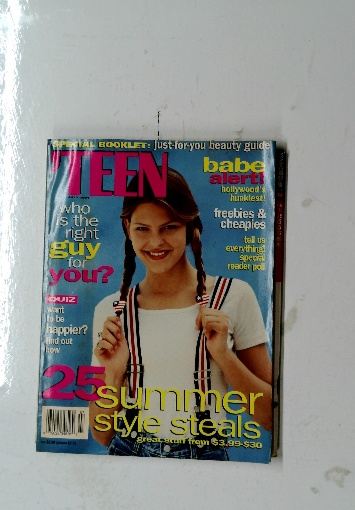 SPECIAL BOOKLET: just-for-you beauty guide
'TEEN
babe
alert!
hollywood's
hunkiest!
freebies &
cheapies
tell us
everything!
special
reader poll
who
is the
right
guy
for
you?
QUIZ
want
to be
happier?
find out
how
25 summer
style steals
great stuff from $3.99-$30